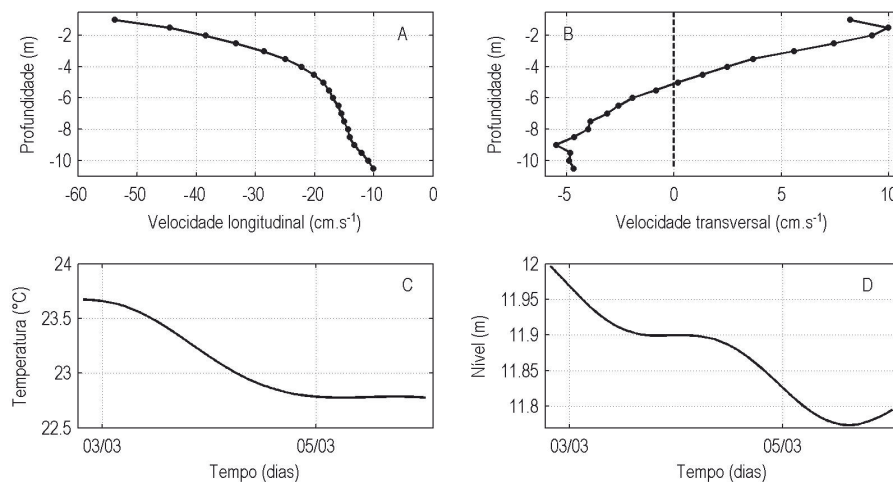 A
Profundidade (m)
-2
-4
-6
-8
-10
-60
-50
-40
-30
-20
-10
0
Velocidade longitudinal (cm.s⁻¹)
B
Profundidade (m)
-2
-4
-6
-8
-10
-5
0
5
10
Velocidade transversal (cm.s⁻¹)
C
Temperatura (°C)
24
23.5
23
22.5
03/03
05/03
Tempo (dias)
D
Nível (m)
12
11.95
11.9
11.85
11.8
03/03
05/03
Tempo (dias)